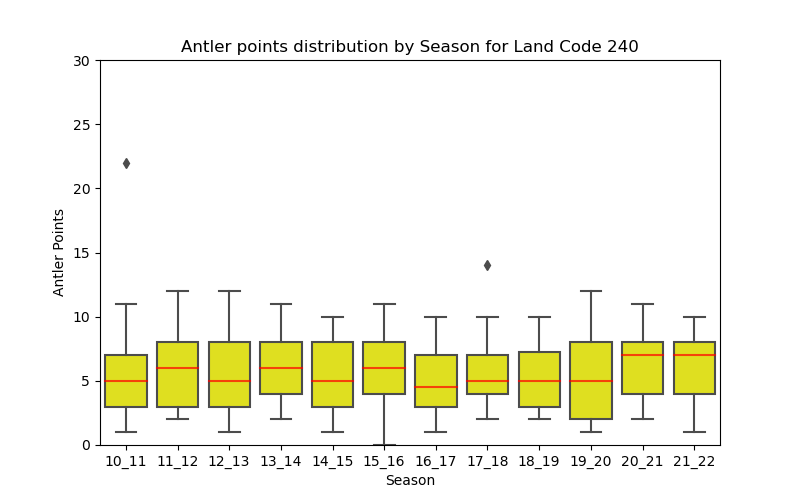 Antler points distribution by Season for Land Code 240
30
25
20
15
10
5
0
Antler Points
10_11 11_12 12_13 13_14 14_15 15_16 16_17 17_18 18_19 19_20 20_21 21_22
Season